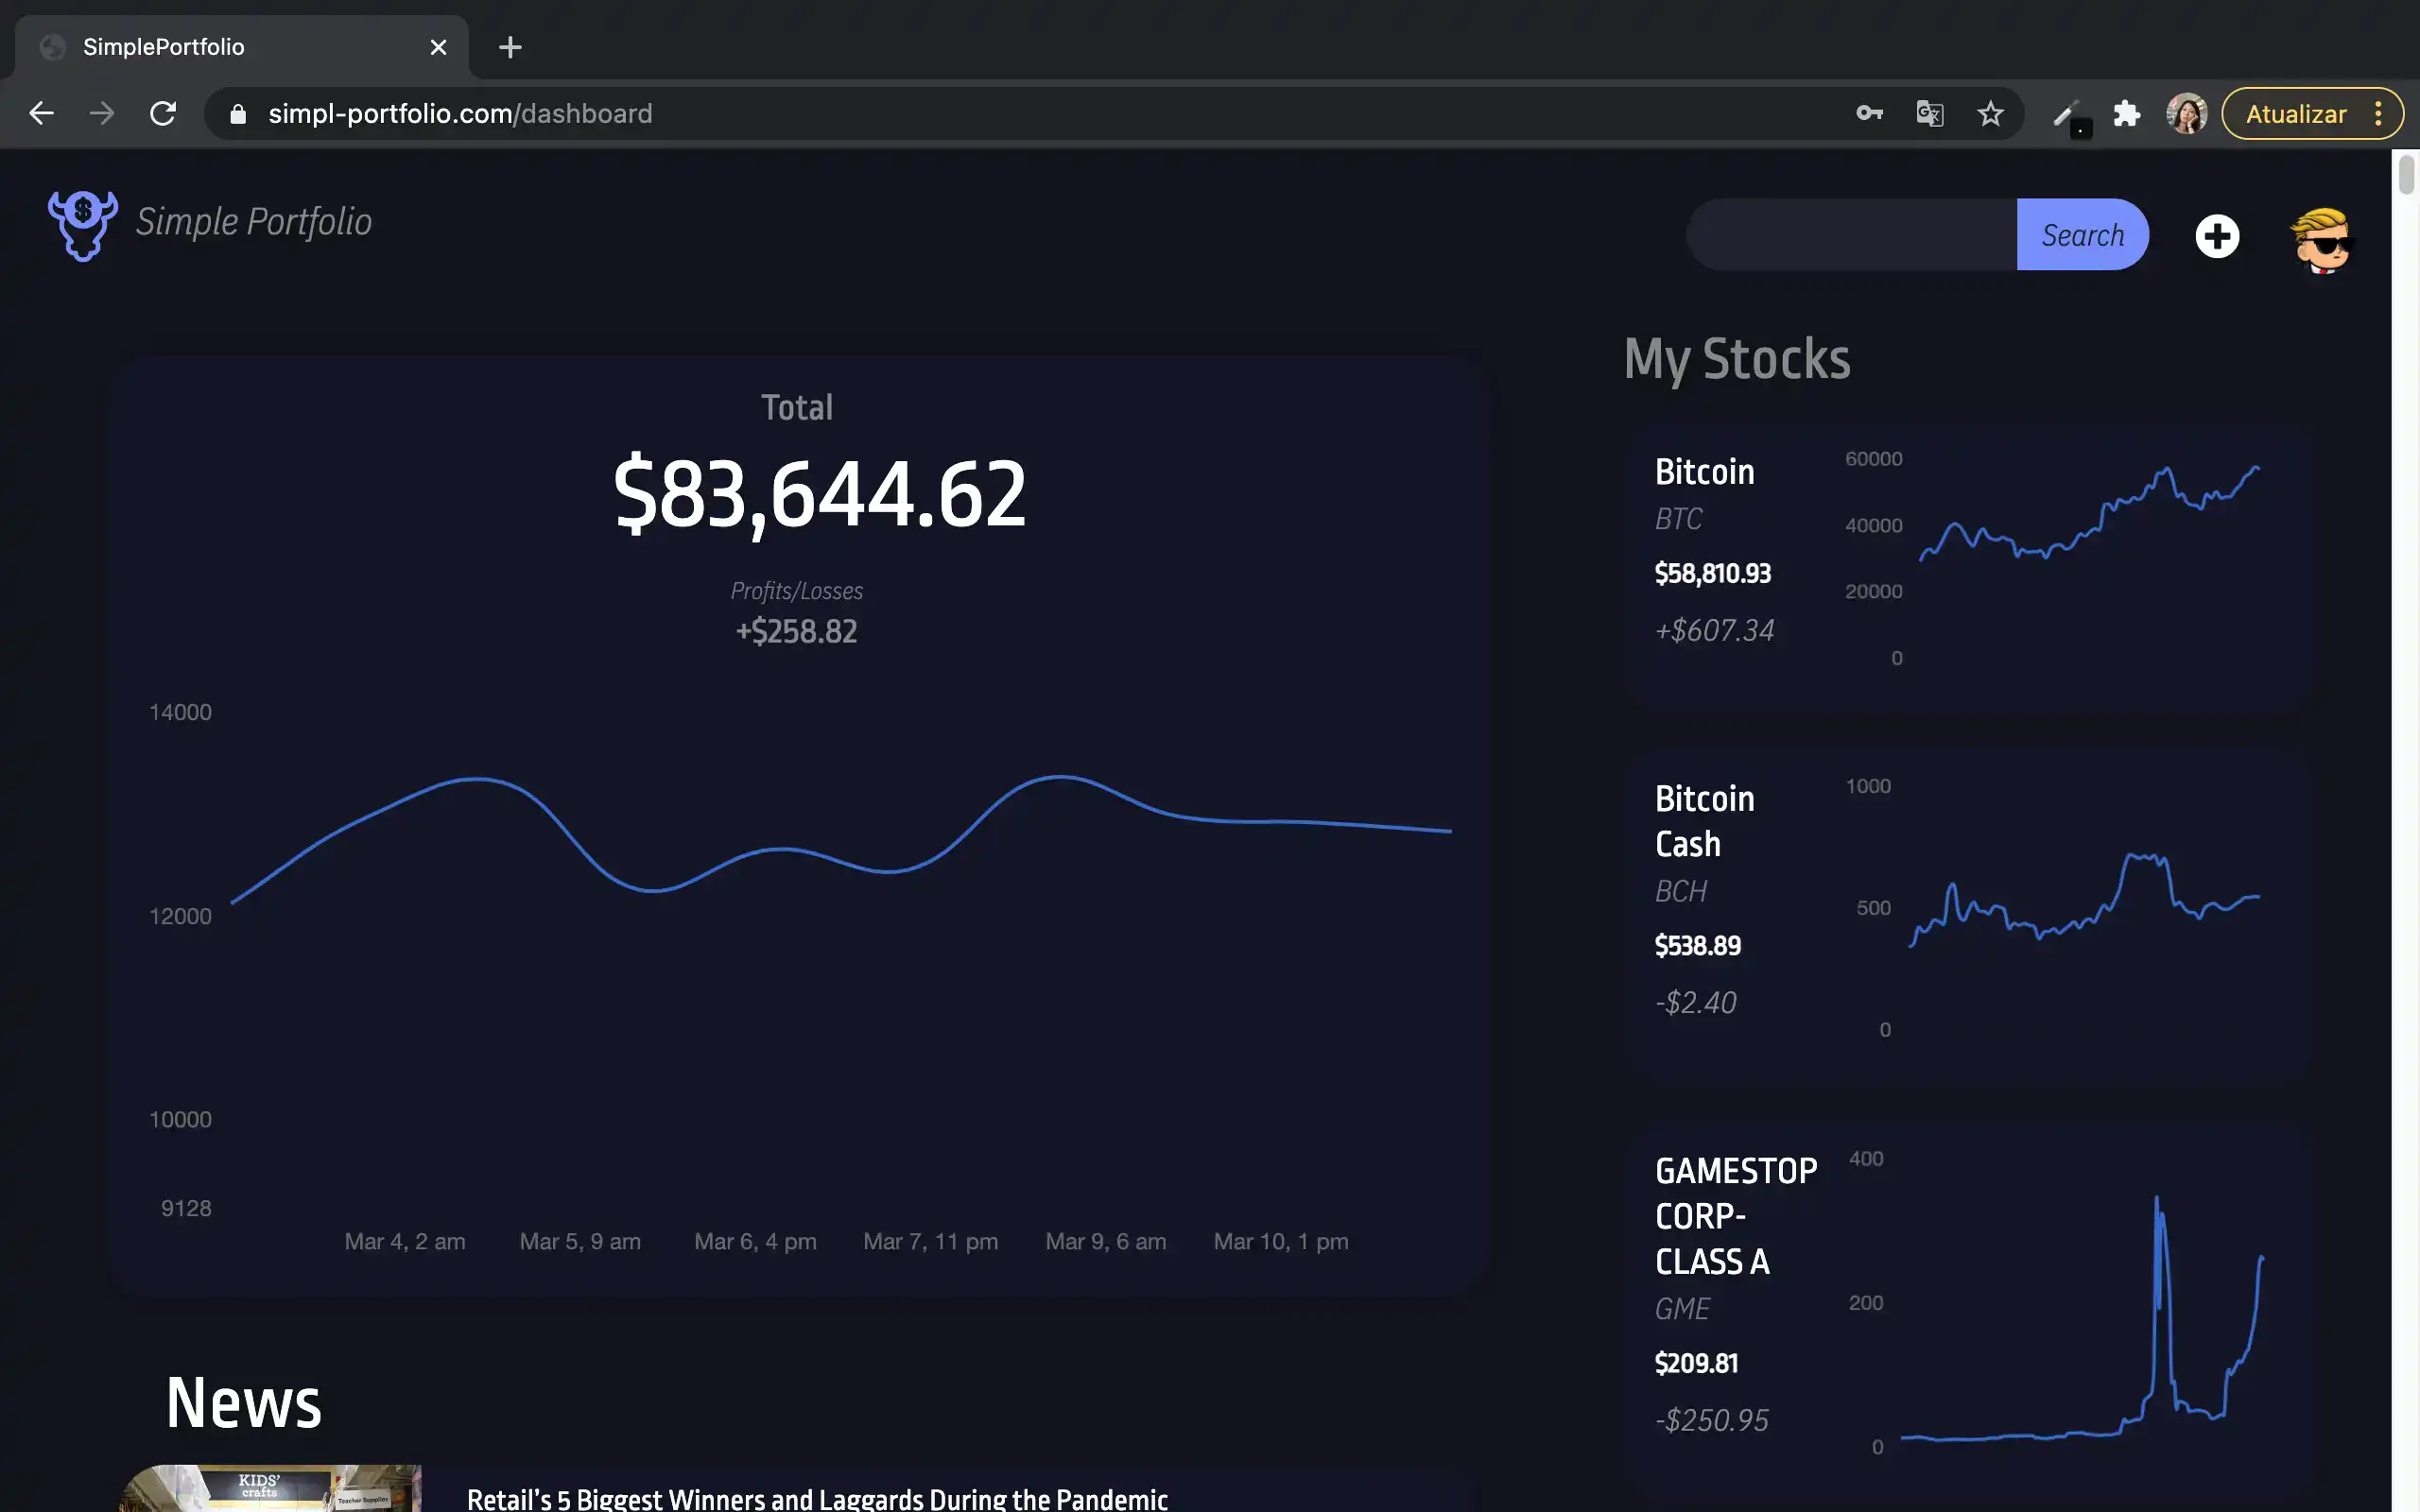 SimplePortfolio
simpl-portfolio.com/dashboard
Atualizar
Simple Portfolio
Search
Total
$83,644.62
Profits/Losses
+$258.82
14000
12000
10000
9128
Mar 4, 2 am
Mar 5, 9 am
Mar 6, 4 pm
Mar 7, 11 pm
Mar 9, 6 am
Mar 10, 1 pm
News
KIDS'
crafts
Teacher Supplies
Retail's 5 Biggest Winners and Laggards During the Pandemic
My Stocks
Bitcoin
BTC
$58,810.93
+$607.34
60000
40000
20000
0
Bitcoin
Cash
BCH
$538.89
-$2.40
1000
500
0
GAMESTOP
CORP-
CLASS A
GME
$209.81
-$250.95
400
200
0